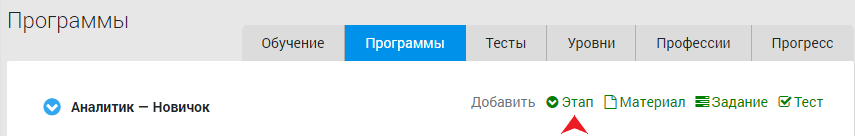 Программы
Обучение Программы Тесты Уровни Профессии Прогресс
Аналитик — Новичок Добавить Этап Материал Задание Тест